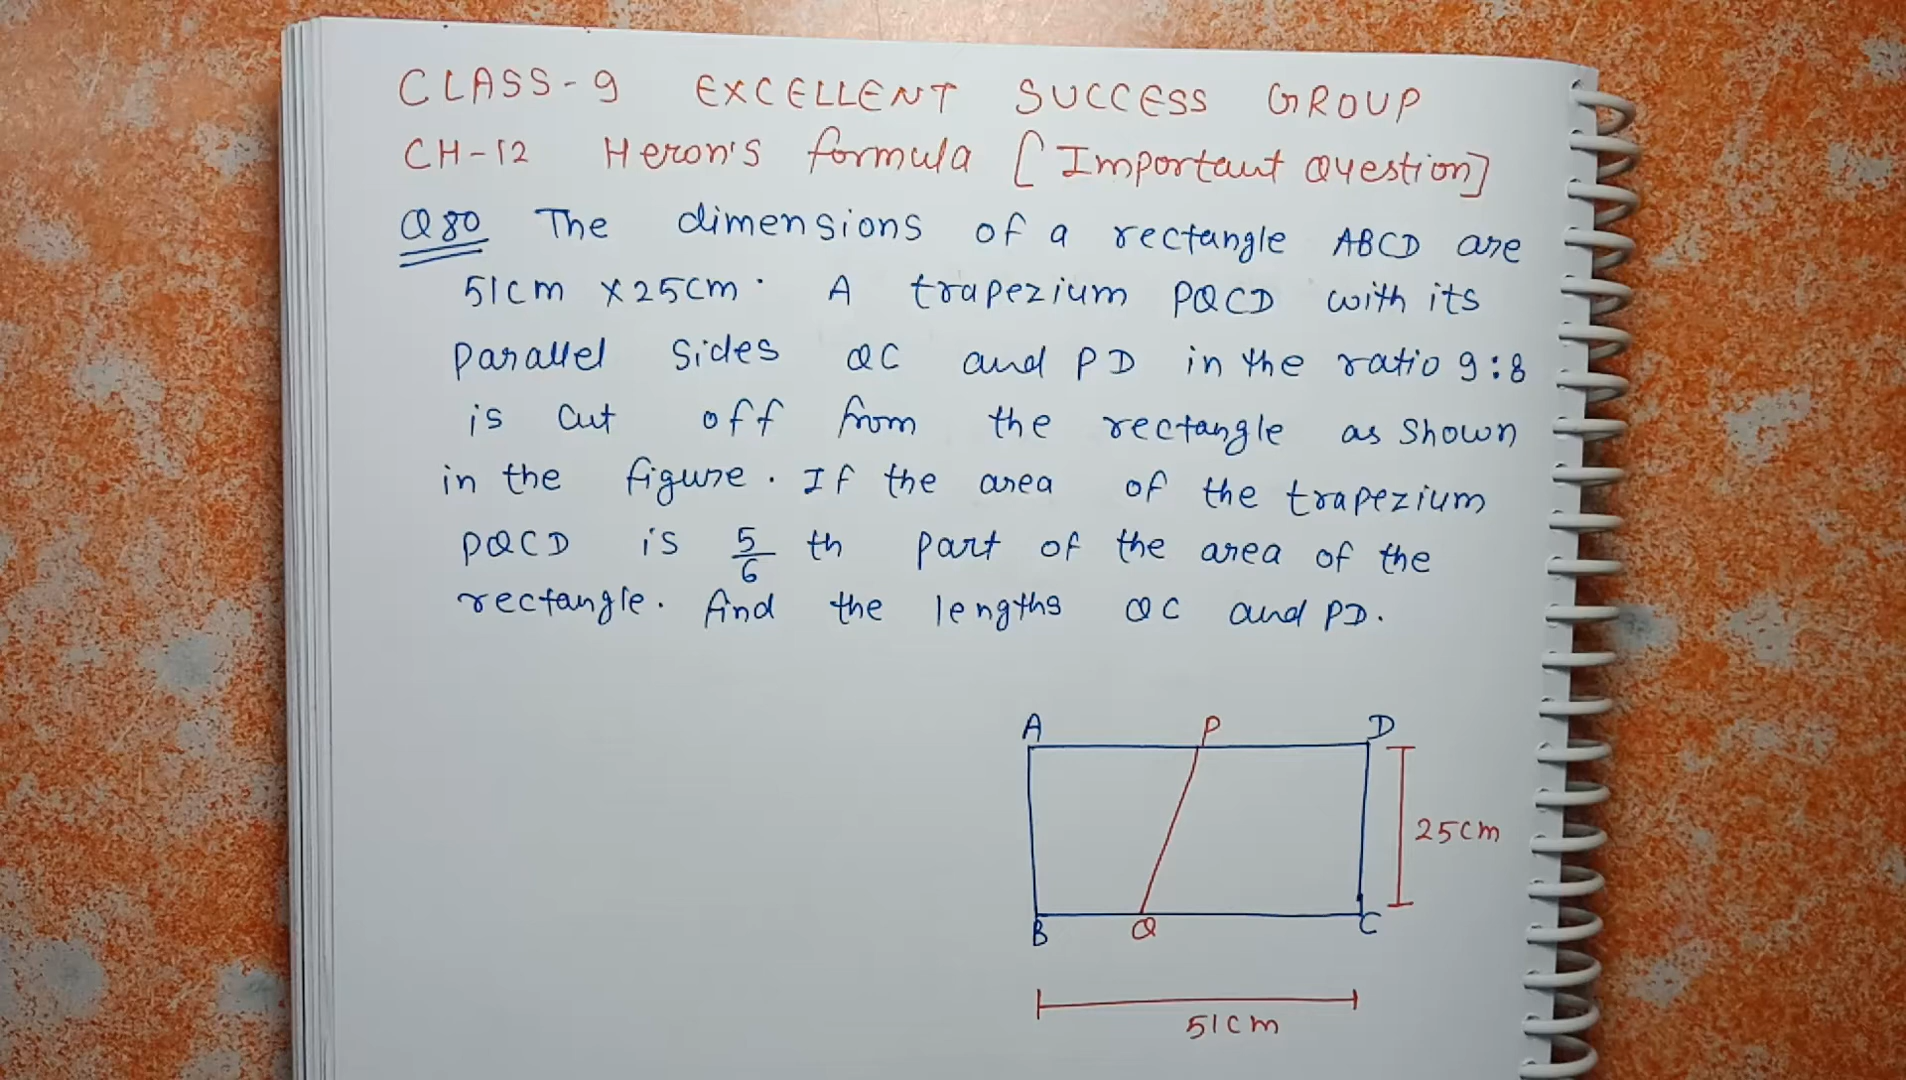 CLASS-9 EXCELLENT SUCCESS GROUP
CH-12 Heron's formula [Important Question]
Q80 The dimensions of a rectangle ABCD are
51cm x 25cm. A trapezium PQCD with its
parallel sides QC and PD in the ratio 9:8
is cut off from the rectangle as shown
in the figure. If the area of the trapezium
PQCD is 5/6 th part of the area of the
rectangle. find the lengths QC and PD.
A P D
25cm
B Q C
51cm